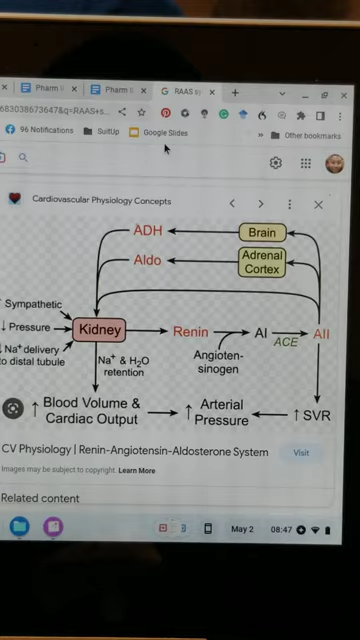 Pharm
Pharm
RAAS sy
683038673647&q=RAAS+s...
96 Notifications
SuitUp
Google Slides
Other bookmarks
Cardiovascular Physiology Concepts
ADH
Brain
Aldo
Adrenal
Cortex
Sympathetic
↓ Pressure
Na⁺ delivery
to distal tubule
Kidney
Renin
AI
ACE
AII
Angioten-
sinogen
Na⁺ & H₂O
retention
↑ Blood Volume &
Cardiac Output
↑ Arterial
Pressure
↑ SVR
CV Physiology | Renin-Angiotensin-Aldosterone System
Visit
Images may be subject to copyright. Learn More
Related content
May 2
08:47